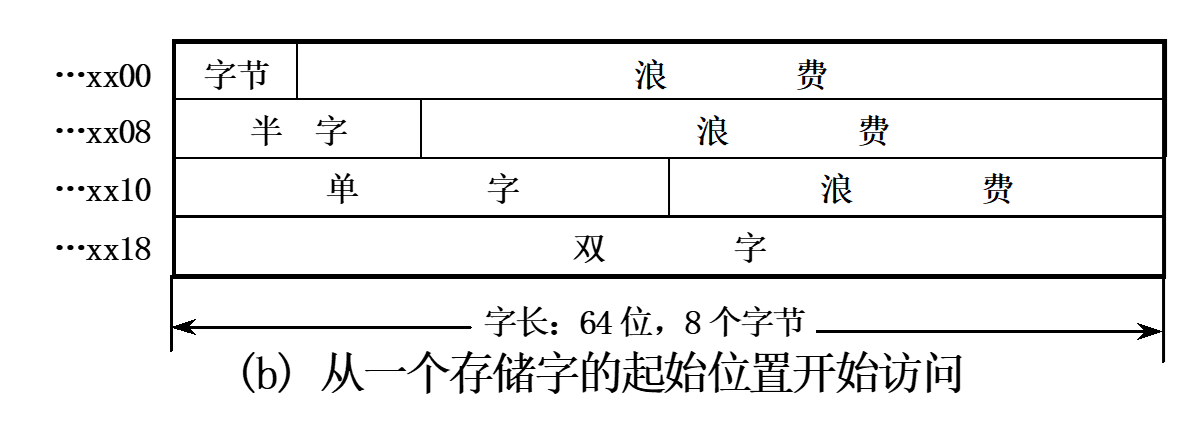 …xx00 字节 浪 费
…xx08 半 字 浪 费
…xx10 单 字 浪 费
…xx18 双 字
字长：64 位，8 个字节
(b) 从一个存储字的起始位置开始访问